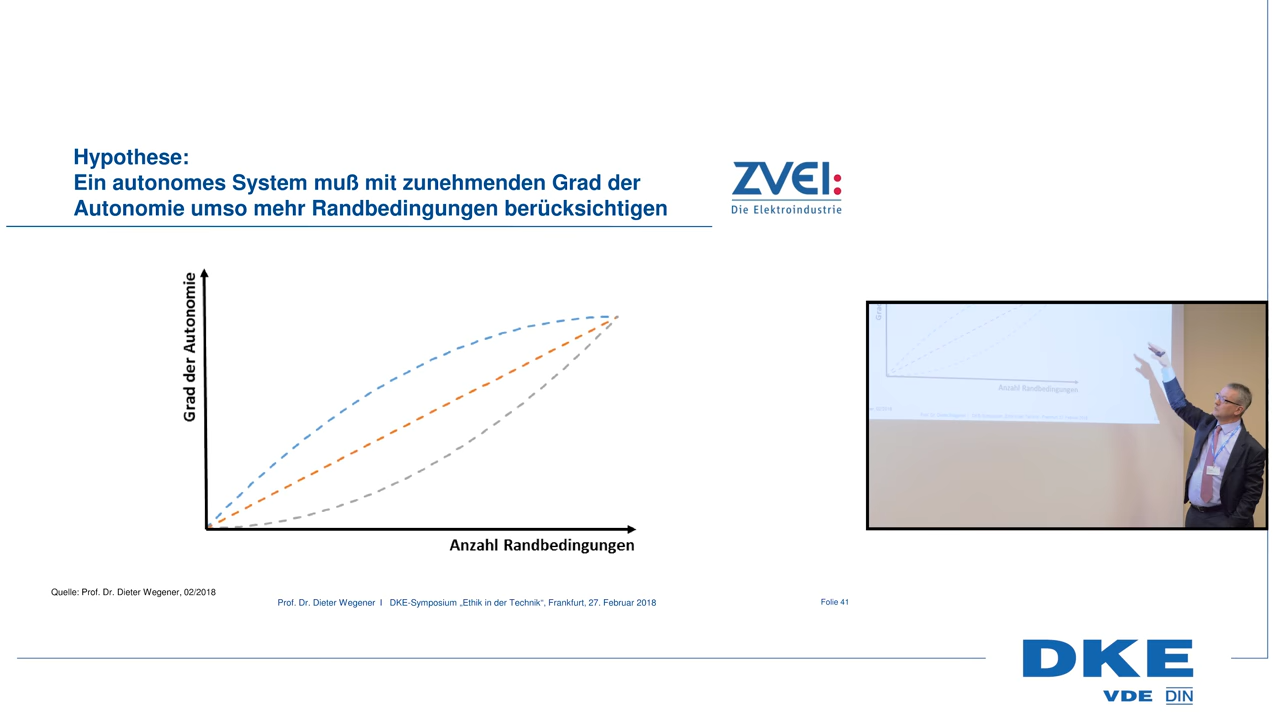 Hypothese:
Ein autonomes System muß mit zunehmenden Grad der
Autonomie umso mehr Randbedingungen berücksichtigen
ZVEI:
Die Elektroindustrie
Grad der Autonomie
Anzahl Randbedingungen
Anzahl Randbedingungen
Quelle: Prof. Dr. Dieter Wegener, 02/2018
Prof. Dr. Dieter Wegener I DKE-Symposium „Ethik in der Technik“, Frankfurt, 27. Februar 2018
Folie 41
DKE
VDE DIN